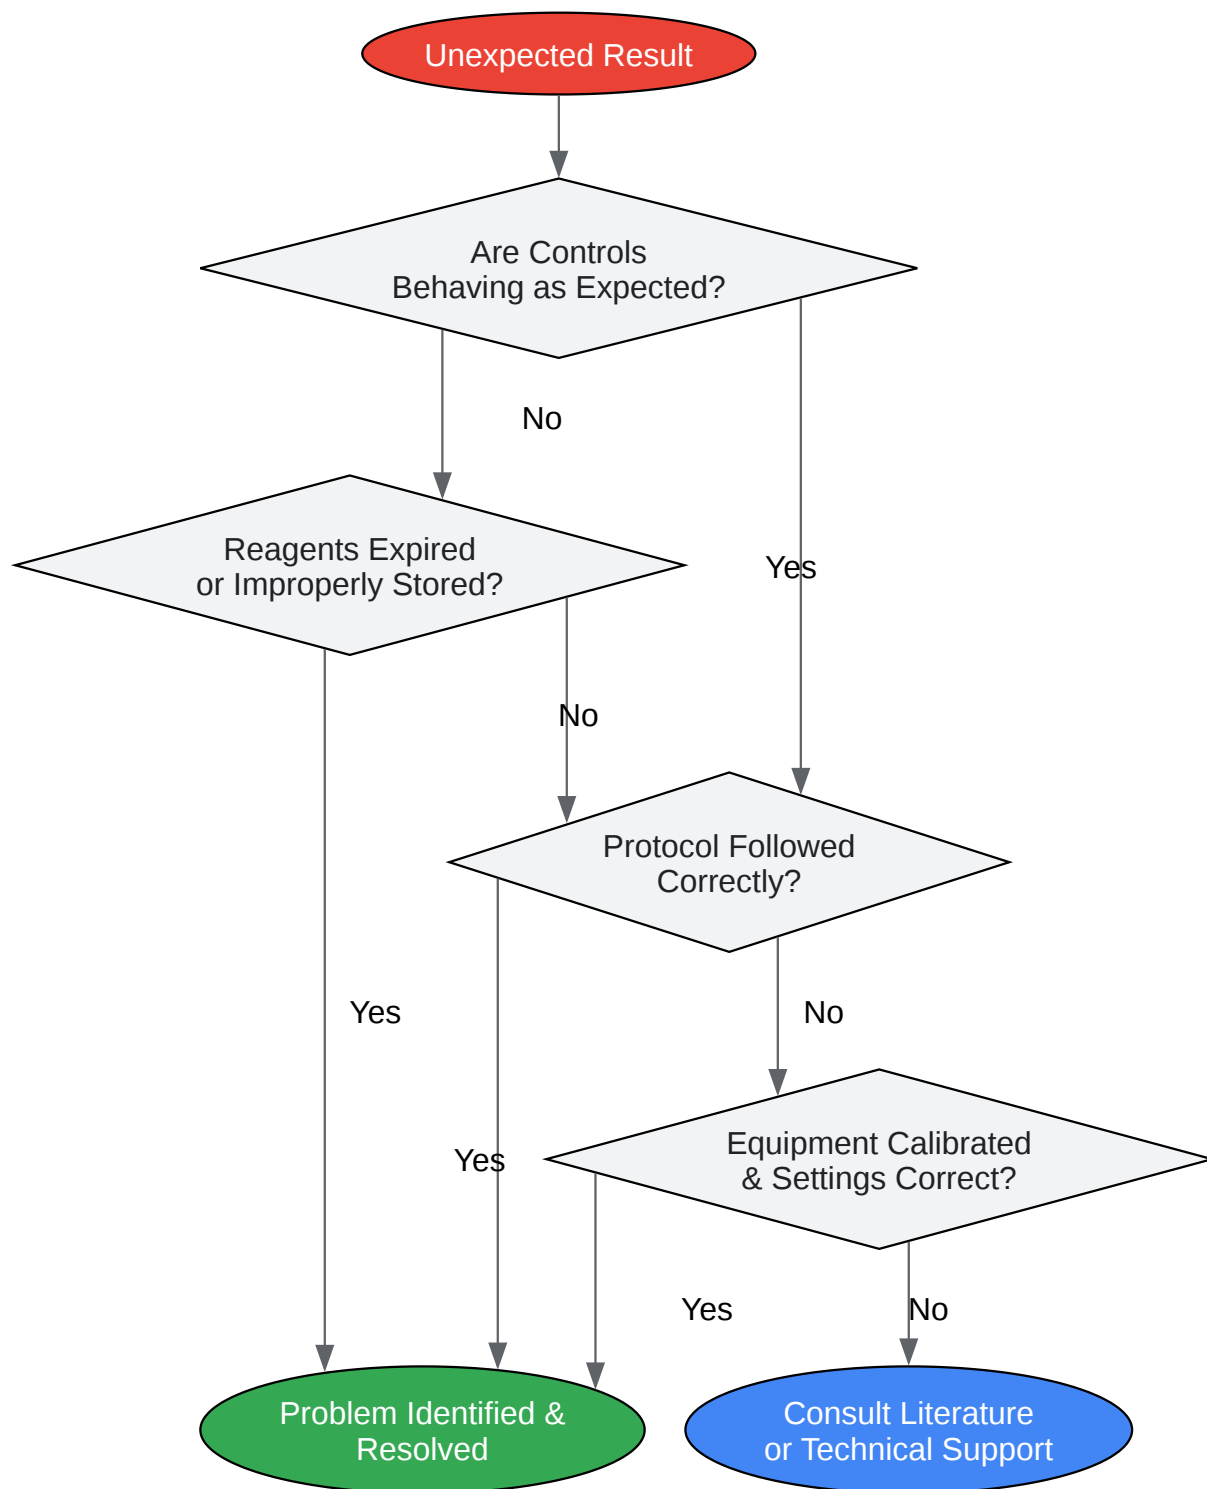 Unexpected Result
Are Controls
Behaving as Expected?
No
Reagents Expired
or Improperly Stored?
Yes
No
Protocol Followed
Correctly?
Yes
No
Equipment Calibrated
& Settings Correct?
Yes
Yes
No
Problem Identified &
Resolved
Consult Literature
or Technical Support